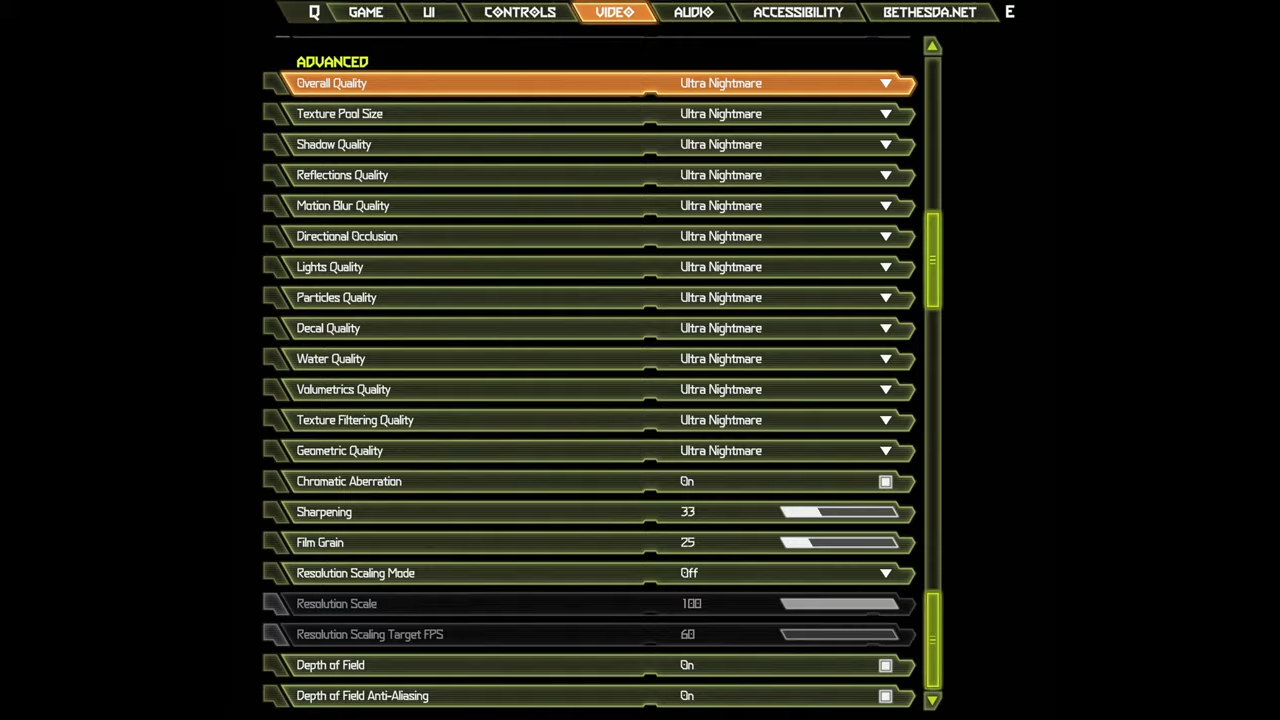 Q GAME UI CONTROLS VIDEO AUDIO ACCESSIBILITY BETHESDA.NET E
ADVANCED
Overall Quality Ultra Nightmare
Texture Pool Size Ultra Nightmare
Shadow Quality Ultra Nightmare
Reflections Quality Ultra Nightmare
Motion Blur Quality Ultra Nightmare
Directional Occlusion Ultra Nightmare
Lights Quality Ultra Nightmare
Particles Quality Ultra Nightmare
Decal Quality Ultra Nightmare
Water Quality Ultra Nightmare
Volumetrics Quality Ultra Nightmare
Texture Filtering Quality Ultra Nightmare
Geometric Quality Ultra Nightmare
Chromatic Aberration On
Sharpening 33
Film Grain 25
Resolution Scaling Mode Off
Resolution Scale 100
Resolution Scaling Target FPS 60
Depth of Field On
Depth of Field Anti-Aliasing On